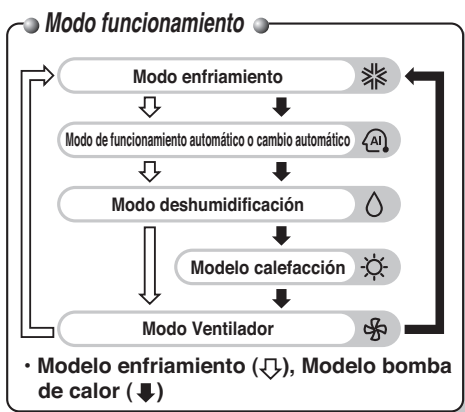 Modo funcionamiento
Modo enfriamiento
Modo de funcionamiento automático o cambio automático
AI
Modo deshumidificación
Modelo calefacción
Modo Ventilador
· Modelo enfriamiento (⇩), Modelo bomba
de calor (⬇)